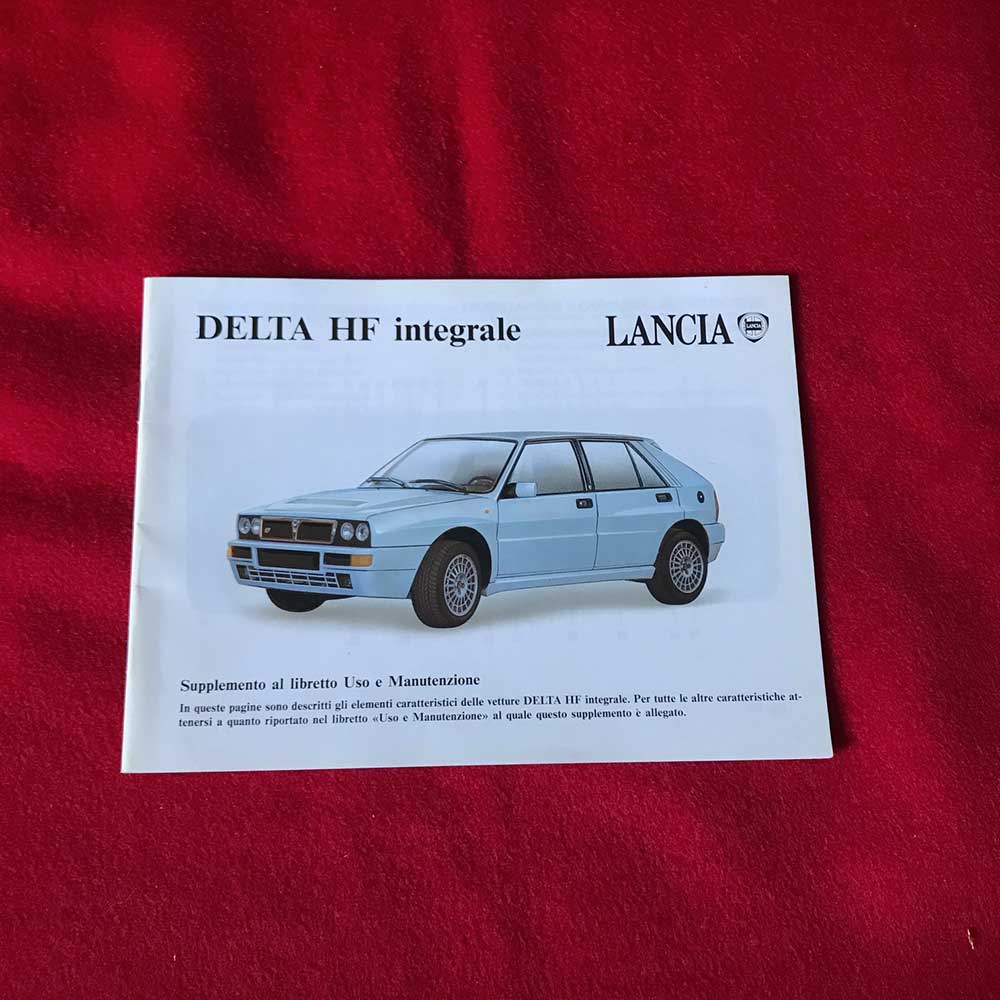 DELTA HF integrale
LANCIA
LANCIA
Supplemento al libretto Uso e Manutenzione
In queste pagine sono descritti gli elementi caratteristici delle vetture DELTA HF integrale. Per tutte le altre caratteristiche at-
tenersi a quanto riportato nel libretto «Uso e Manutenzione» al quale questo supplemento è allegato.